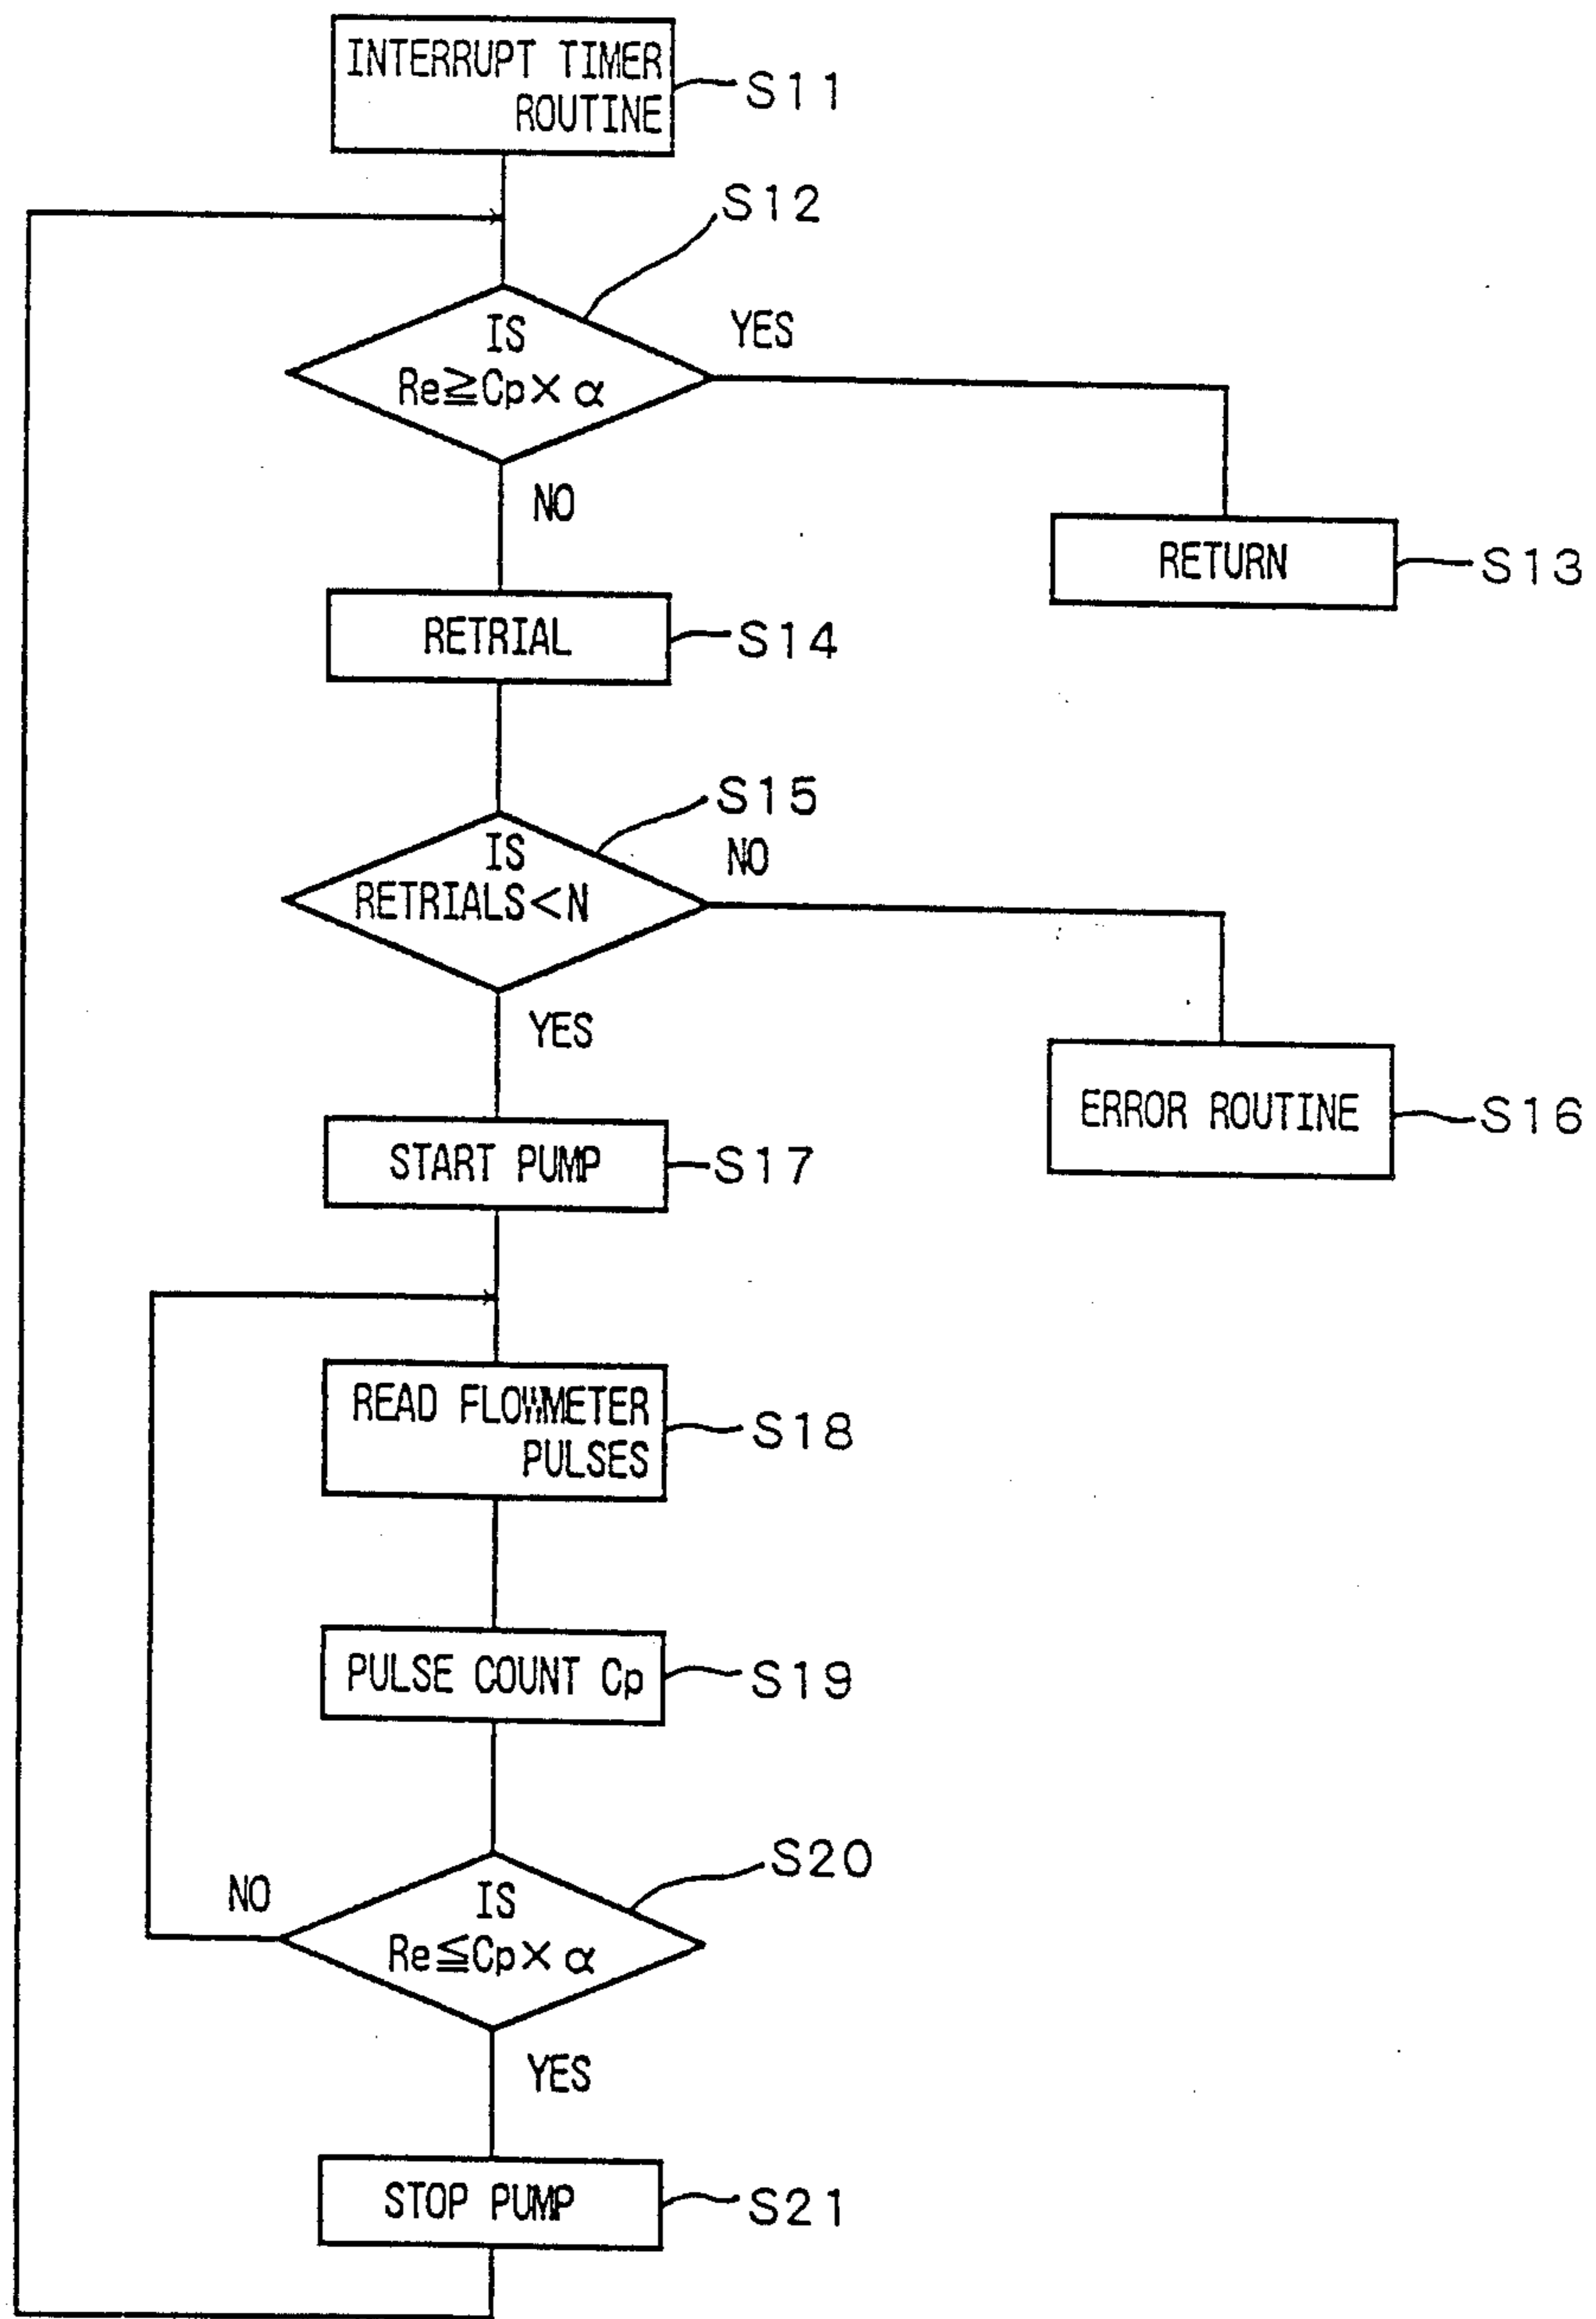 INTERRUPT TIMER
ROUTINE
S11
S12
IS
Re≧Cp×α
YES
NO
RETURN
S13
RETRIAL
S14
S15
IS
RETRIALS<N
NO
YES
ERROR ROUTINE
S16
START PUMP
S17
READ FLOWMETER
PULSES
S18
PULSE COUNT Cp
S19
S20
NO
IS
Re≦Cp×α
YES
STOP PUMP
S21